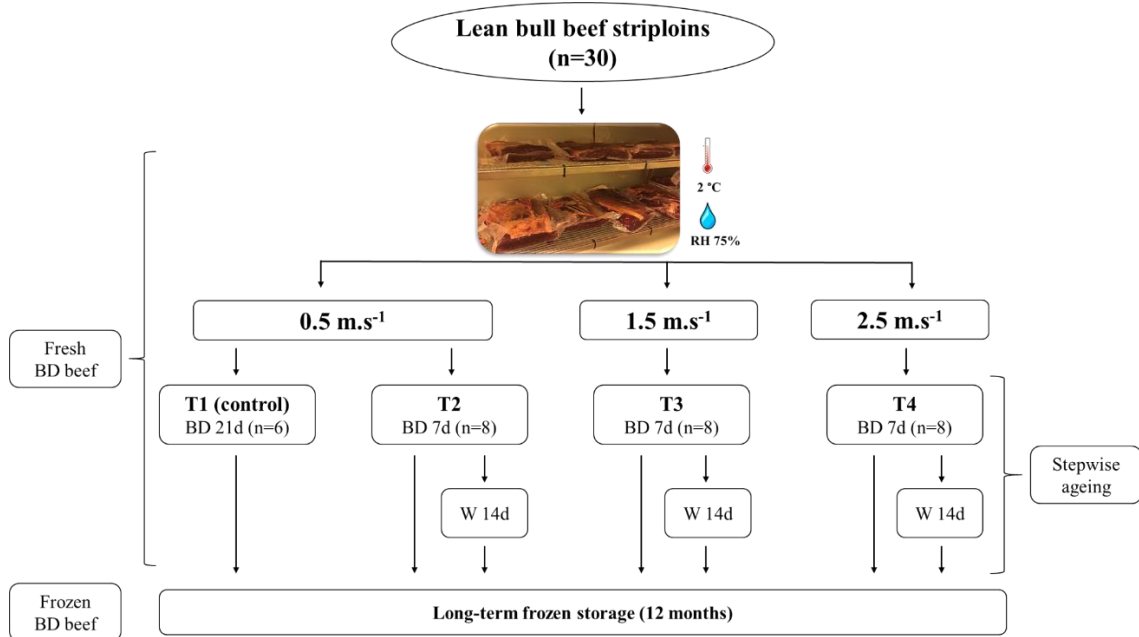 Lean bull beef striploins
(n=30)
2 °C
RH 75%
0.5 m.s-1
1.5 m.s-1
2.5 m.s-1
Fresh
BD beef
T1 (control)
BD 21d (n=6)
T2
BD 7d (n=8)
T3
BD 7d (n=8)
T4
BD 7d (n=8)
Stepwise
ageing
W 14d
W 14d
W 14d
Frozen
BD beef
Long-term frozen storage (12 months)